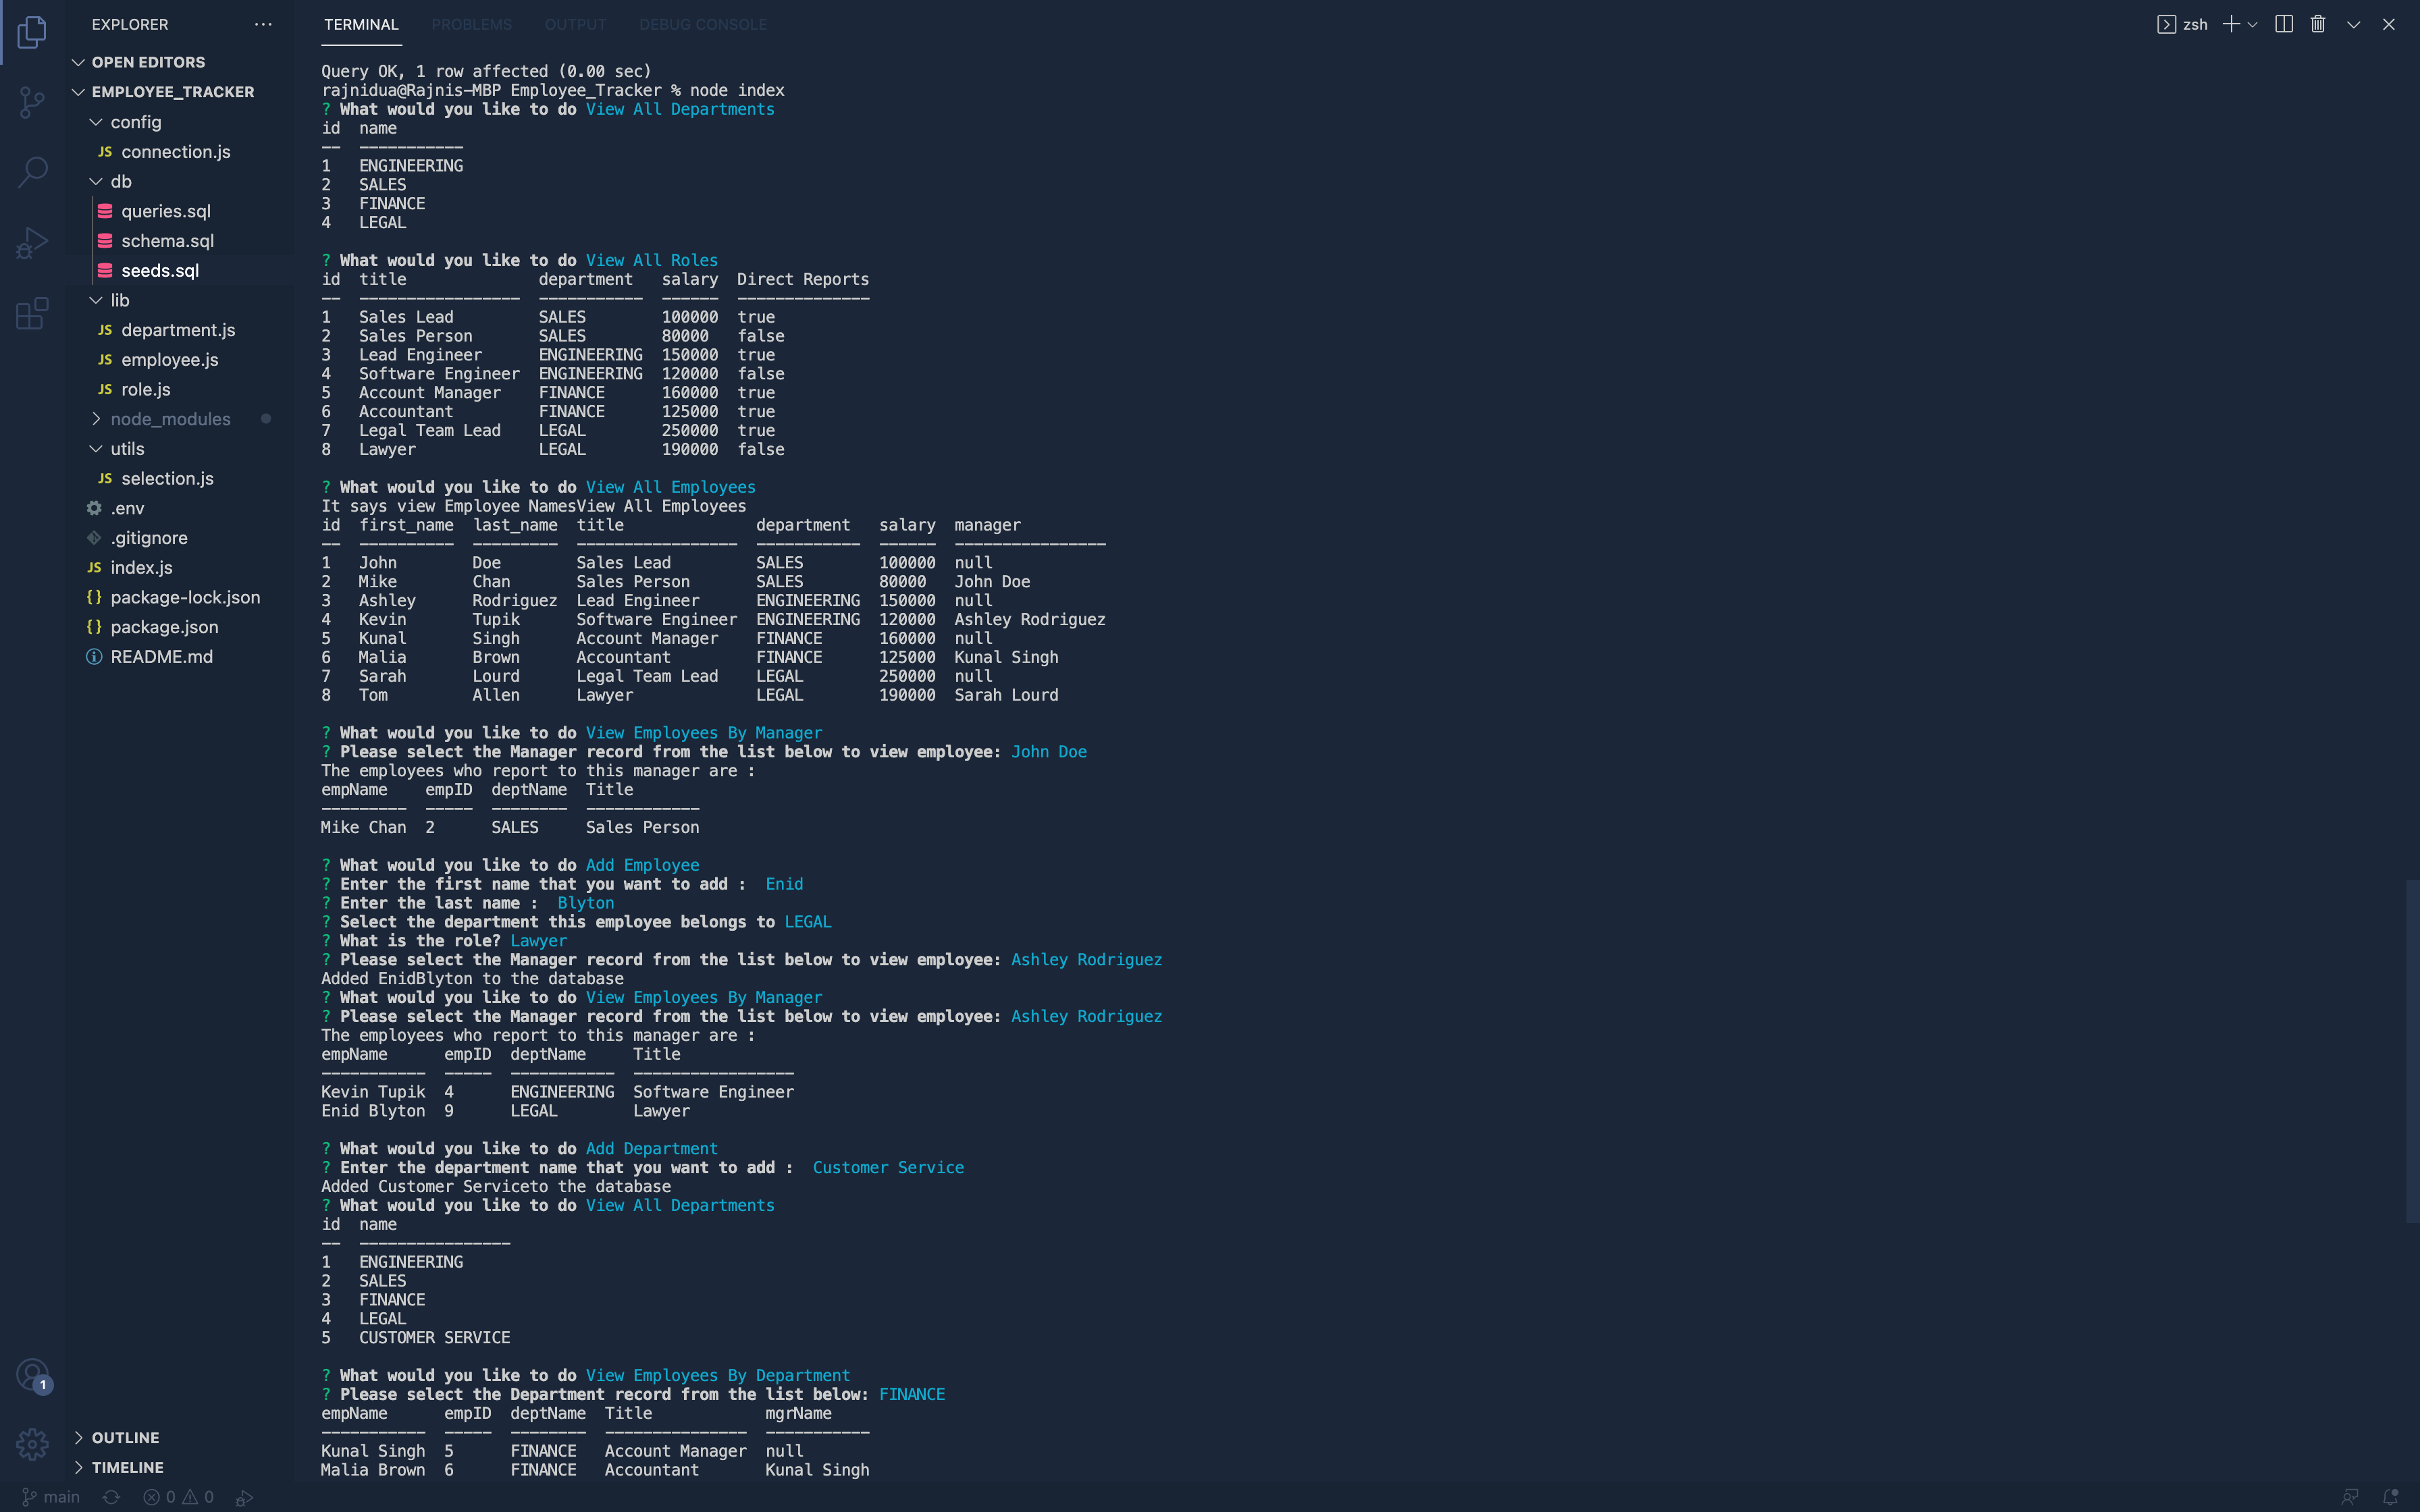 EXPLORER
OPEN EDITORS
EMPLOYEE_TRACKER
config
JS connection.js
db
queries.sql
schema.sql
seeds.sql
lib
JS department.js
JS employee.js
JS role.js
node_modules
utils
JS selection.js
.env
.gitignore
JS index.js
{} package-lock.json
{} package.json
README.md
1
OUTLINE
TIMELINE
TERMINAL PROBLEMS OUTPUT DEBUG CONSOLE
zsh
Query OK, 1 row affected (0.00 sec)
rajnidua@Rajnis-MBP Employee_Tracker % node index
? What would you like to do View All Departments
id  name
--  -----------
1   ENGINEERING
2   SALES
3   FINANCE
4   LEGAL
? What would you like to do View All Roles
id  title              department   salary  Direct Reports
--  -----------------  -----------  ------  --------------
1   Sales Lead         SALES        100000  true
2   Sales Person       SALES        80000   false
3   Lead Engineer      ENGINEERING  150000  true
4   Software Engineer  ENGINEERING  120000  false
5   Account Manager    FINANCE      160000  true
6   Accountant         FINANCE      125000  true
7   Legal Team Lead    LEGAL        250000  true
8   Lawyer             LEGAL        190000  false
? What would you like to do View All Employees
It says view Employee NamesView All Employees
id  first_name  last_name  title              department   salary  manager
--  ----------  ---------  -----------------  -----------  ------  ----------------
1   John        Doe        Sales Lead         SALES        100000  null
2   Mike        Chan       Sales Person       SALES        80000   John Doe
3   Ashley      Rodriguez  Lead Engineer      ENGINEERING  150000  null
4   Kevin       Tupik      Software Engineer  ENGINEERING  120000  Ashley Rodriguez
5   Kunal       Singh      Account Manager    FINANCE      160000  null
6   Malia       Brown      Accountant         FINANCE      125000  Kunal Singh
7   Sarah       Lourd      Legal Team Lead    LEGAL        250000  null
8   Tom         Allen      Lawyer             LEGAL        190000  Sarah Lourd
? What would you like to do View Employees By Manager
? Please select the Manager record from the list below to view employee: John Doe
The employees who report to this manager are :
empName    empID  deptName  Title
---------  -----  --------  ------------
Mike Chan  2      SALES     Sales Person
? What would you like to do Add Employee
? Enter the first name that you want to add :  Enid
? Enter the last name :  Blyton
? Select the department this employee belongs to LEGAL
? What is the role? Lawyer
? Please select the Manager record from the list below to view employee: Ashley Rodriguez
Added EnidBlyton to the database
? What would you like to do View Employees By Manager
? Please select the Manager record from the list below to view employee: Ashley Rodriguez
The employees who report to this manager are :
empName      empID  deptName     Title
-----------  -----  -----------  -----------------
Kevin Tupik  4      ENGINEERING  Software Engineer
Enid Blyton  9      LEGAL        Lawyer
? What would you like to do Add Department
? Enter the department name that you want to add :  Customer Service
Added Customer Serviceto the database
? What would you like to do View All Departments
id  name
--  ----------------
1   ENGINEERING
2   SALES
3   FINANCE
4   LEGAL
5   CUSTOMER SERVICE
? What would you like to do View Employees By Department
? Please select the Department record from the list below: FINANCE
empName      empID  deptName  Title            mgrName
-----------  -----  --------  ---------------  -----------
Kunal Singh  5      FINANCE   Account Manager  null
Malia Brown  6      FINANCE   Accountant       Kunal Singh
main 0 0